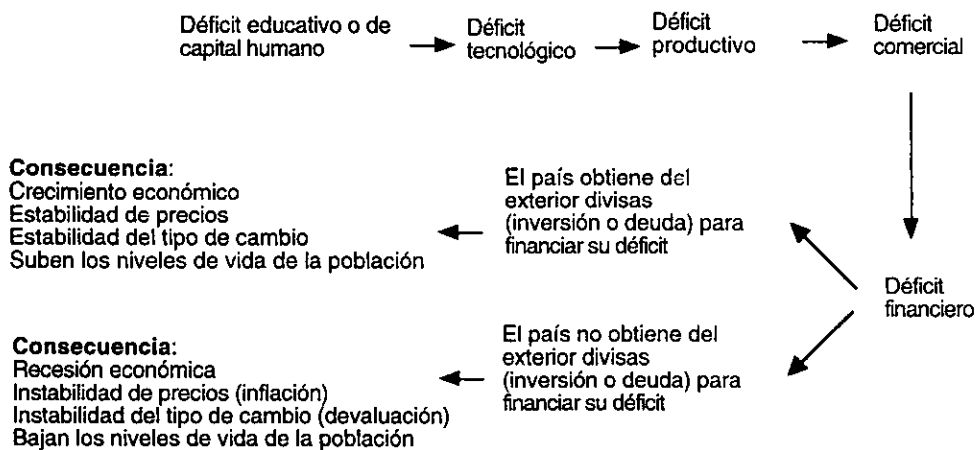 Déficit educativo o de
capital humano
Déficit
tecnológico
Déficit
productivo
Déficit
comercial
Consecuencia:
Crecimiento económico
Estabilidad de precios
Estabilidad del tipo de cambio
Suben los niveles de vida de la población
El país obtiene del
exterior divisas
(inversión o deuda) para
financiar su déficit
Déficit
financiero
El país no obtiene del
exterior divisas
(inversión o deuda) para
financiar su déficit
Consecuencia:
Recesión económica
Instabilidad de precios (inflación)
Instabilidad del tipo de cambio (devaluación)
Bajan los niveles de vida de la población